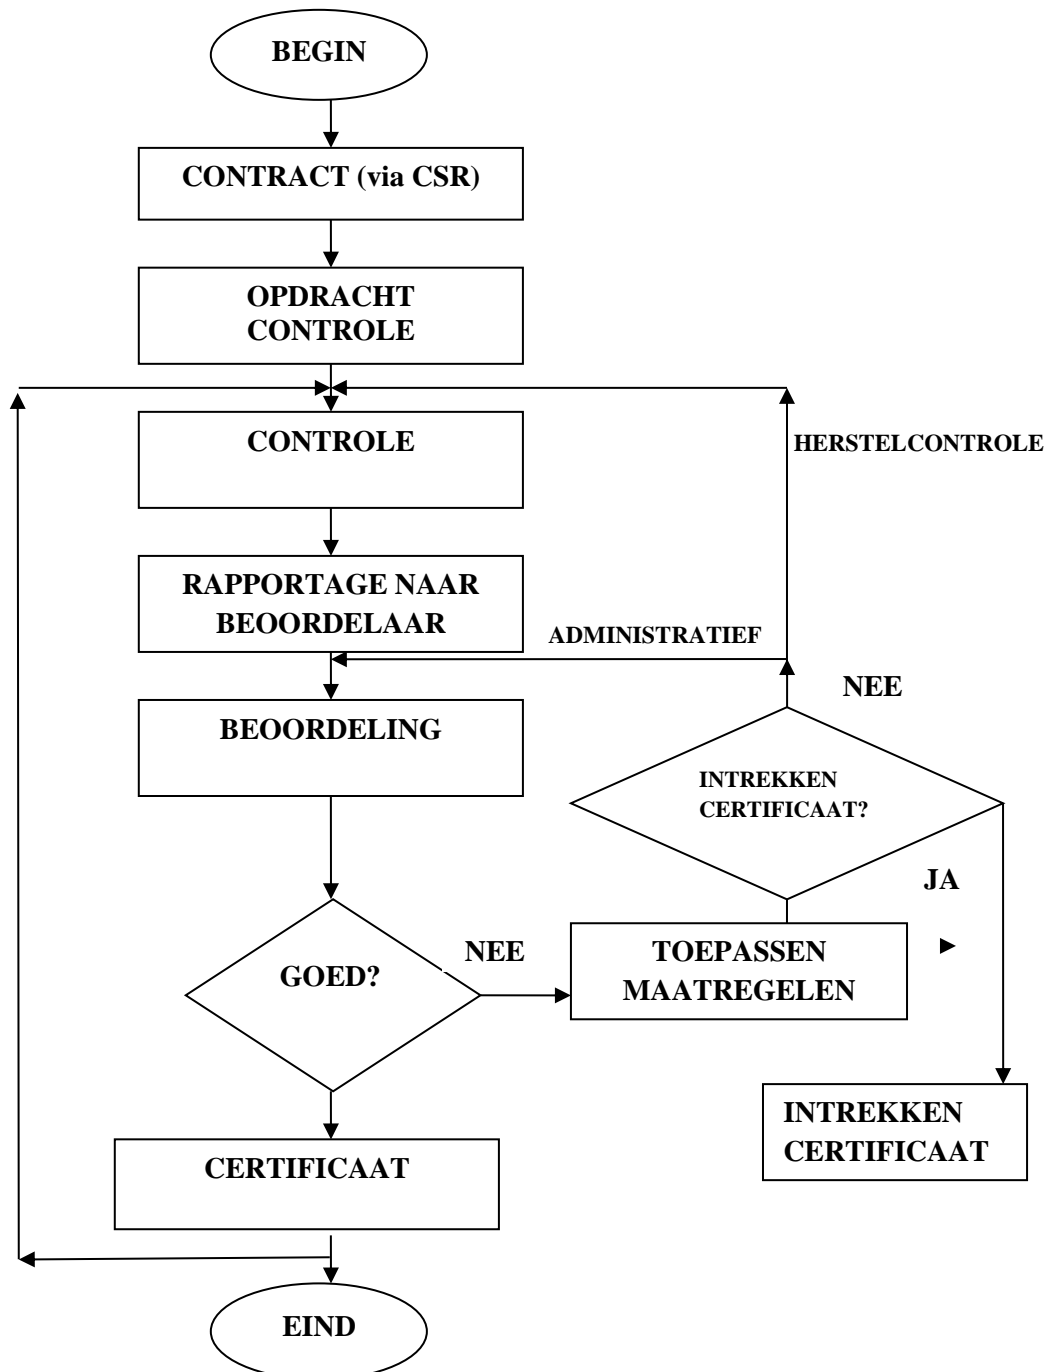 BEGIN
CONTRACT (via CSR)
OPDRACHT
CONTROLE
CONTROLE
HERSTELCONTROLE
RAPPORTAGE NAAR
BEOORDELAAR
ADMINISTRATIEF
NEE
BEOORDELING
INTREKKEN
CERTIFICAAT?
JA
GOED?
NEE
TOEPASSEN
MAATREGELEN
INTREKKEN
CERTIFICAAT
CERTIFICAAT
EIND